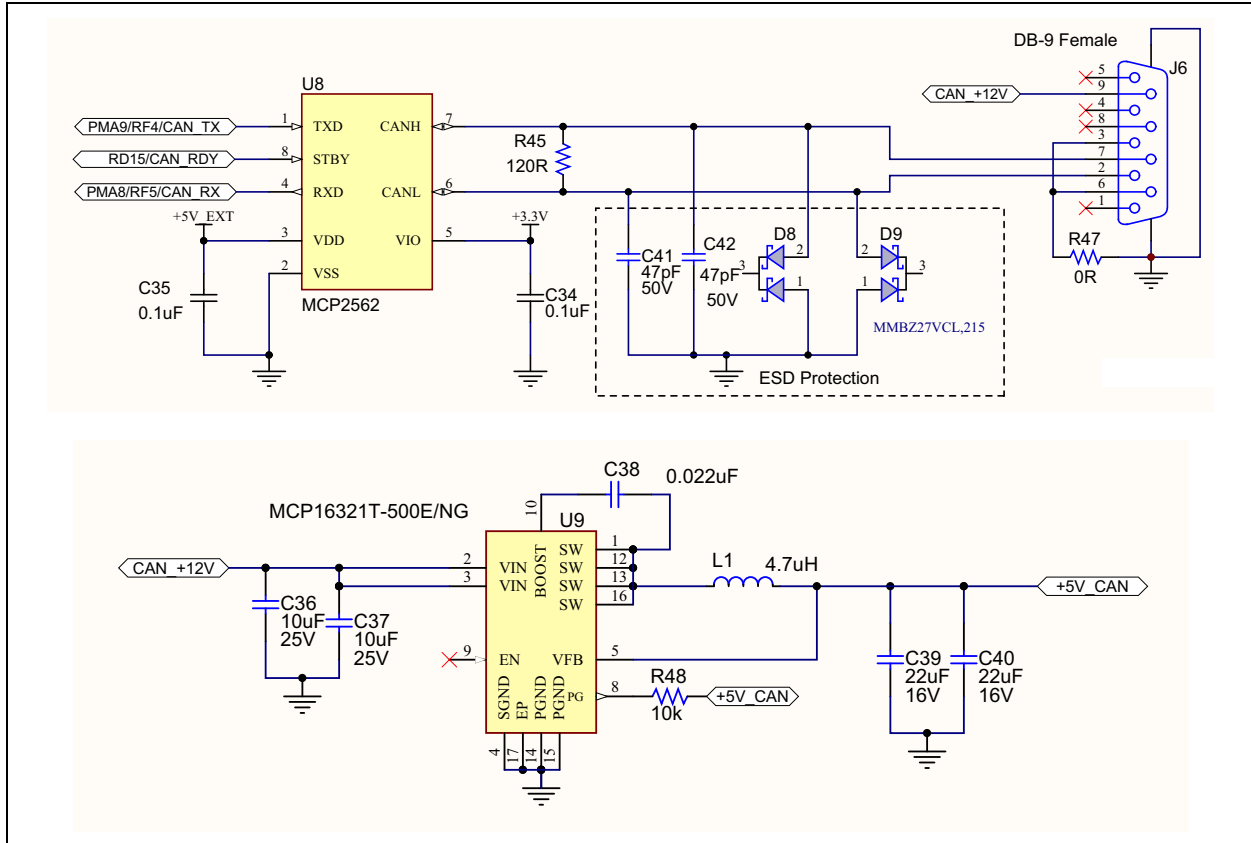 DB-9 Female
J6
U8
CAN_+12V
5
9
4
8
3
7
2
6
1
PMA9/RF4/CAN_TX
1
TXD
CANH
7
RD15/CAN_RDY
8
STBY
R45
120R
PMA8/RF5/CAN_RX
4
RXD
CANL
6
+5V_EXT
+3.3V
3
VDD
VIO
5
2
VSS
MCP2562
C35
0.1uF
C34
0.1uF
C41
47pF
50V
C42
47pF
50V
D8
2
3
1
D9
2
3
1
MMBZ27VCL,215
ESD Protection
R47
0R
C38
0.022uF
MCP16321T-500E/NG
U9
10
BOOST
CAN_+12V
2
VIN
3
VIN
SW
1
SW
12
SW
13
SW
16
L1
4.7uH
+5V_CAN
C36
10uF
25V
C37
10uF
25V
9
EN
VFB
5
PG
8
R48
10k
+5V_CAN
SGND
EP
PGND
PGND
4
17
14
15
C39
22uF
16V
C40
22uF
16V